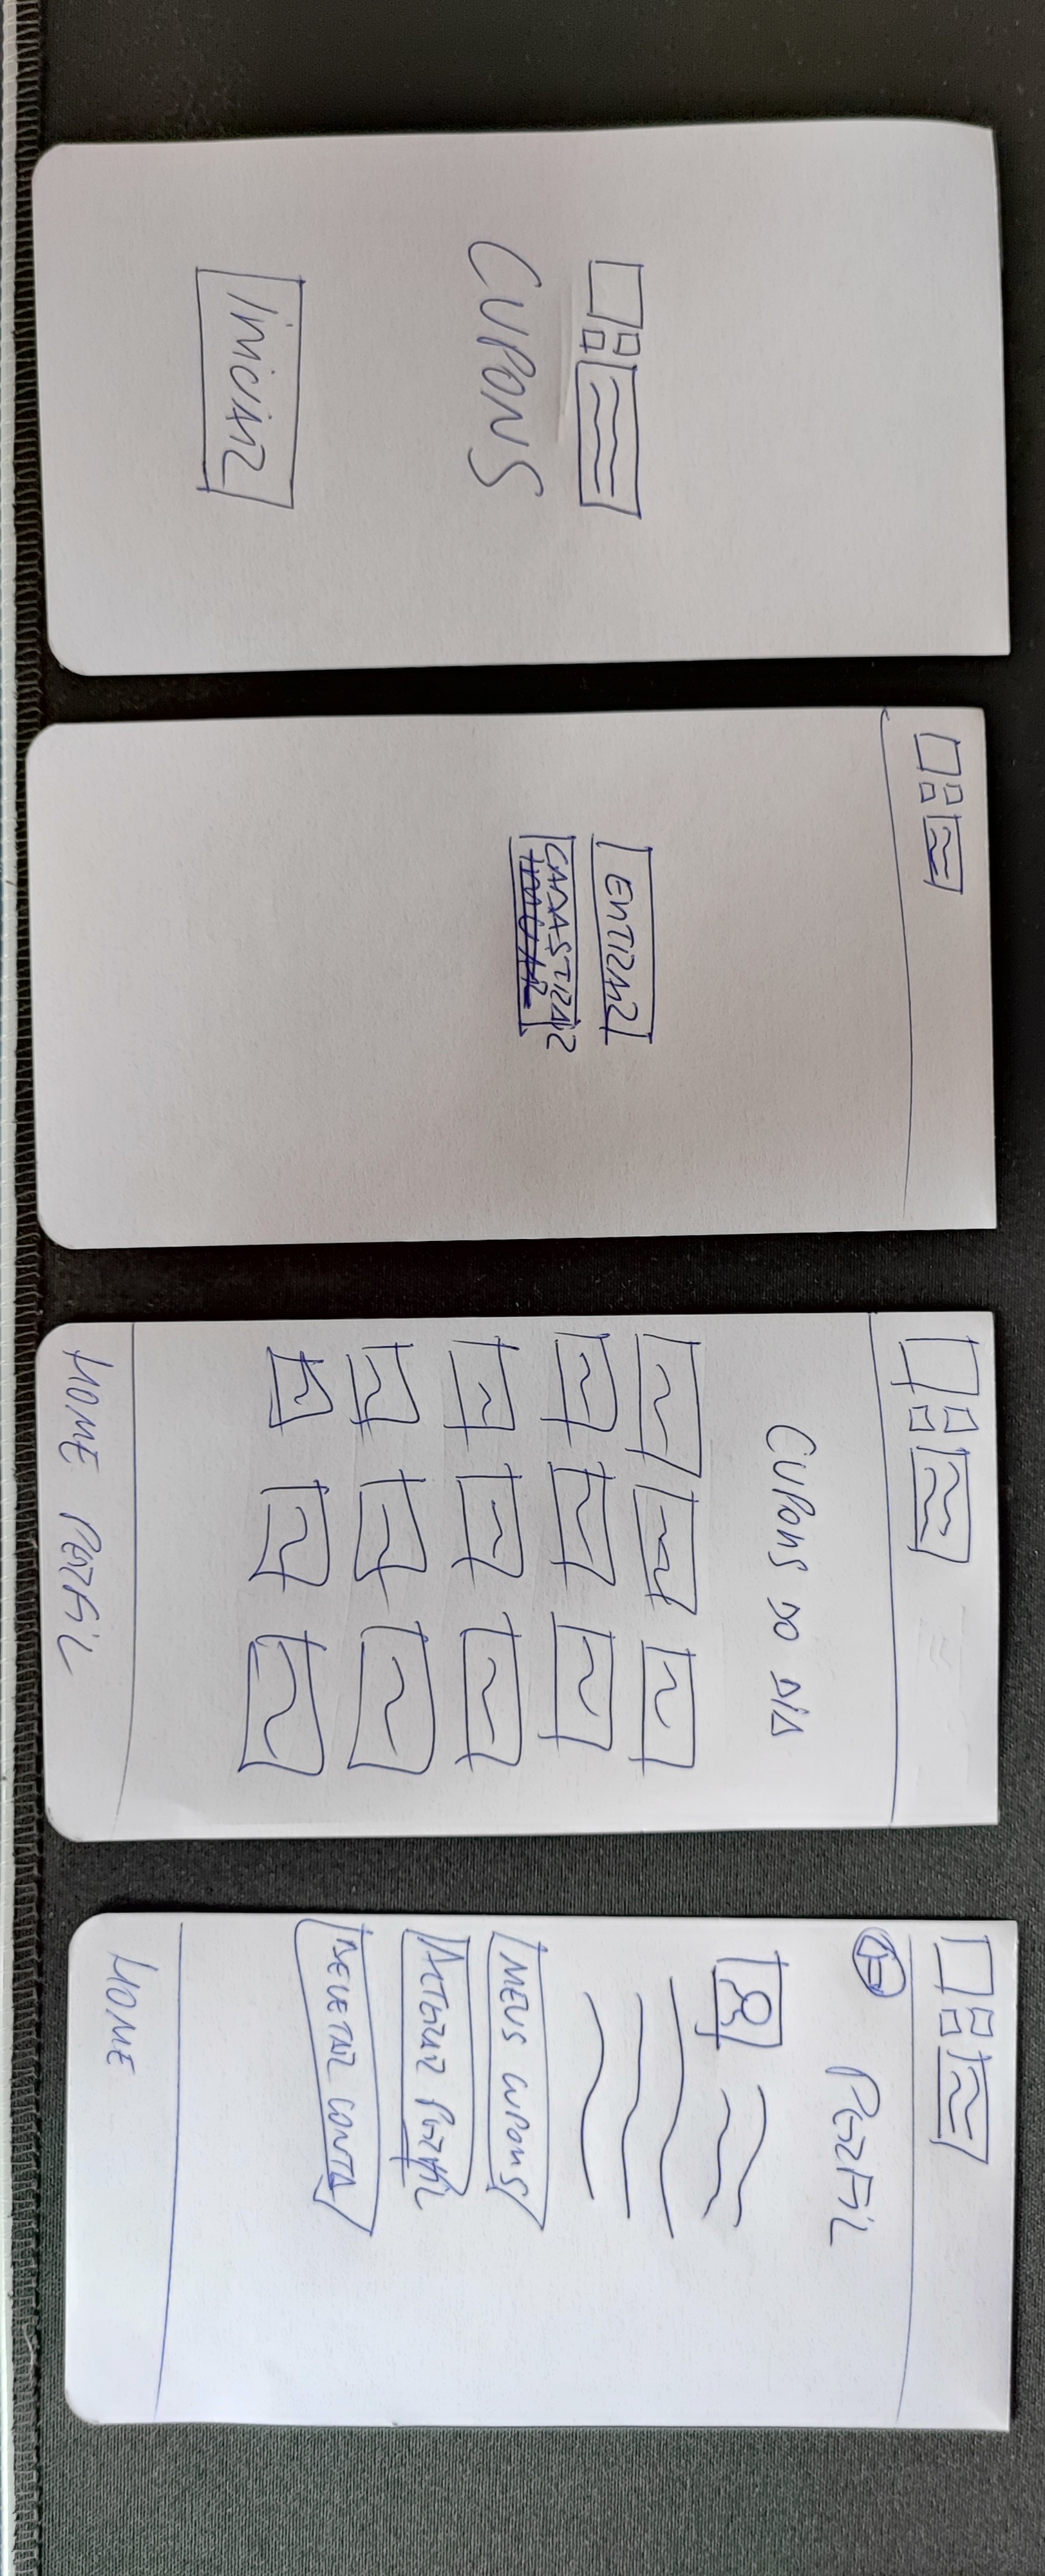 CUPONS
INICIAR
ENTRAR
CADASTRAR
CUPONS DO DIA
HOME PERFIL
PERFIL
MEUS CUPONS
ALTERAR PERFIL
DELETAR CONTA
HOME